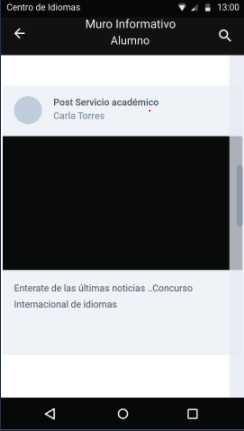 Centro de Idiomas 13:00
Muro Informativo
Alumno
Post Servicio académico
Carla Torres
Enterate de las últimas noticias ..Concurso
Internacional de idiomas